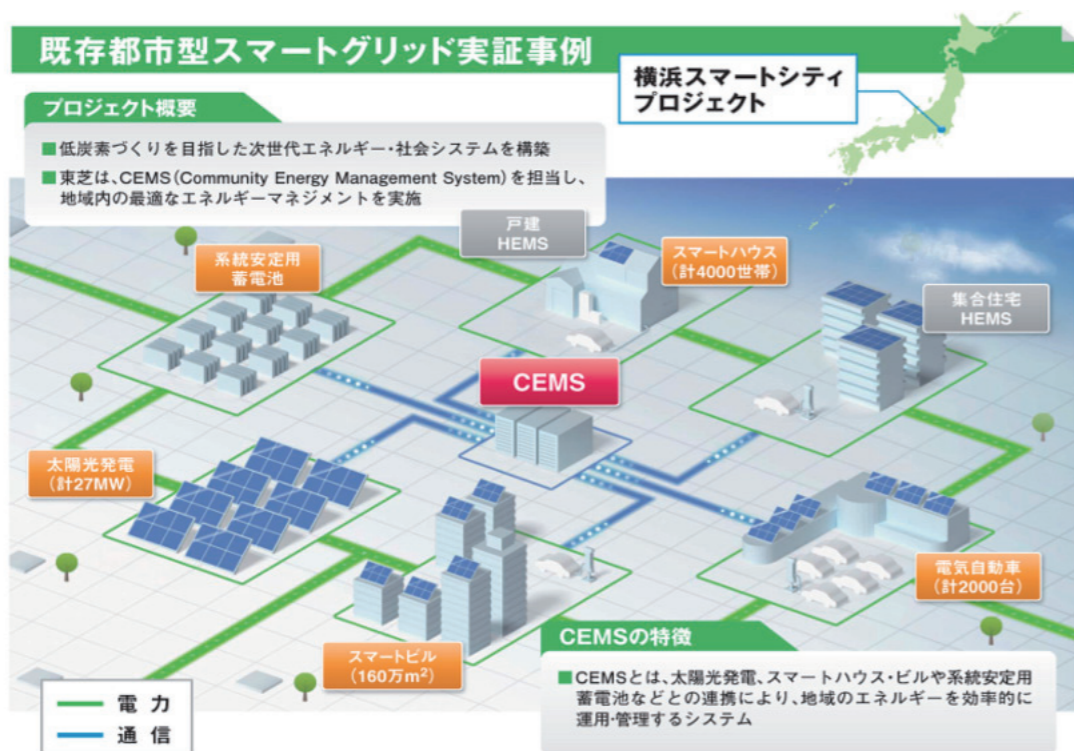 既存都市型スマートグリッド実証事例
横浜スマートシティ
プロジェクト
プロジェクト概要
■低炭素づくりを目指した次世代エネルギー・社会システムを構築
■東芝は、CEMS(Community Energy Management System)を担当し、
地域内の最適なエネルギーマネジメントを実施
戸建
HEMS
系統安定用
蓄電池
スマートハウス
(計4000世帯)
集合住宅
HEMS
CEMS
太陽光発電
(計27MW)
電気自動車
(計2000台)
スマートビル
(160万m²)
CEMSの特徴
■CEMSとは、太陽光発電、スマートハウス・ビルや系統安定用
蓄電池などとの連携により、地域のエネルギーを効率的に
運用・管理するシステム
電力
通信